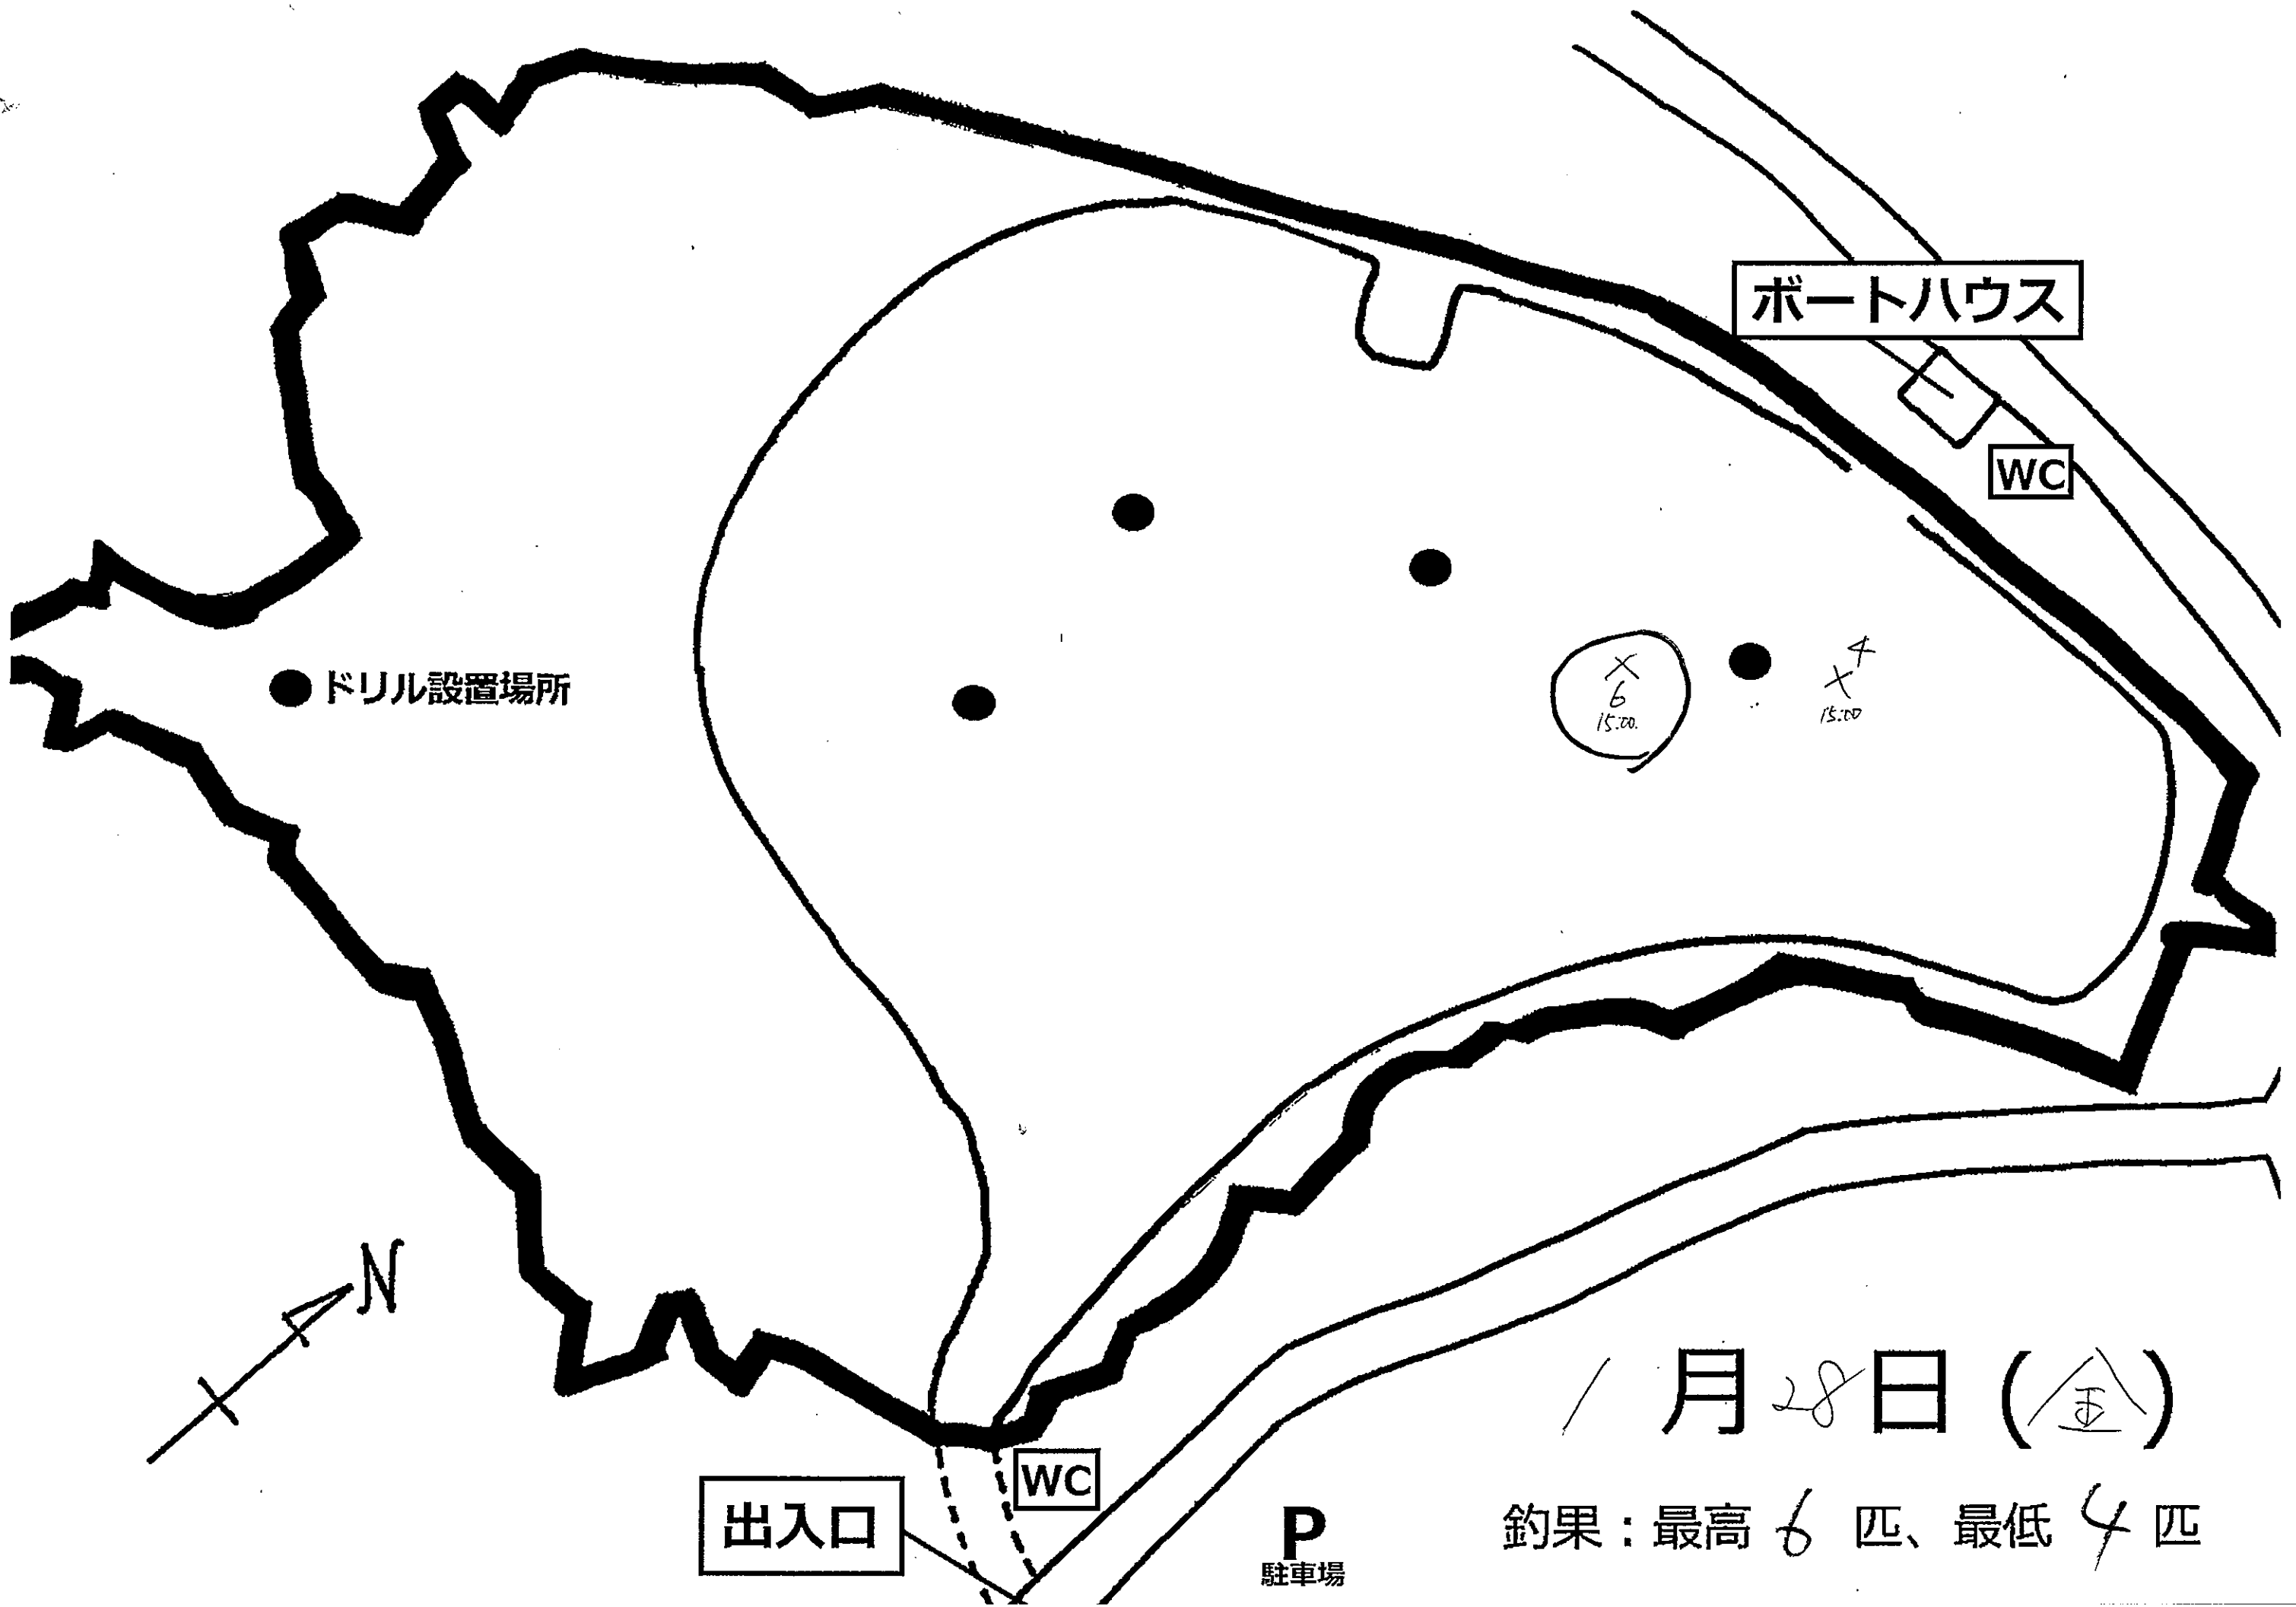 ボートハウス
WC
ドリル設置場所
×
6
15:00.
4
×
15:00
N
1月28日(金)
WC
出入口
P
駐車場
釣果:最高6匹、最低4匹